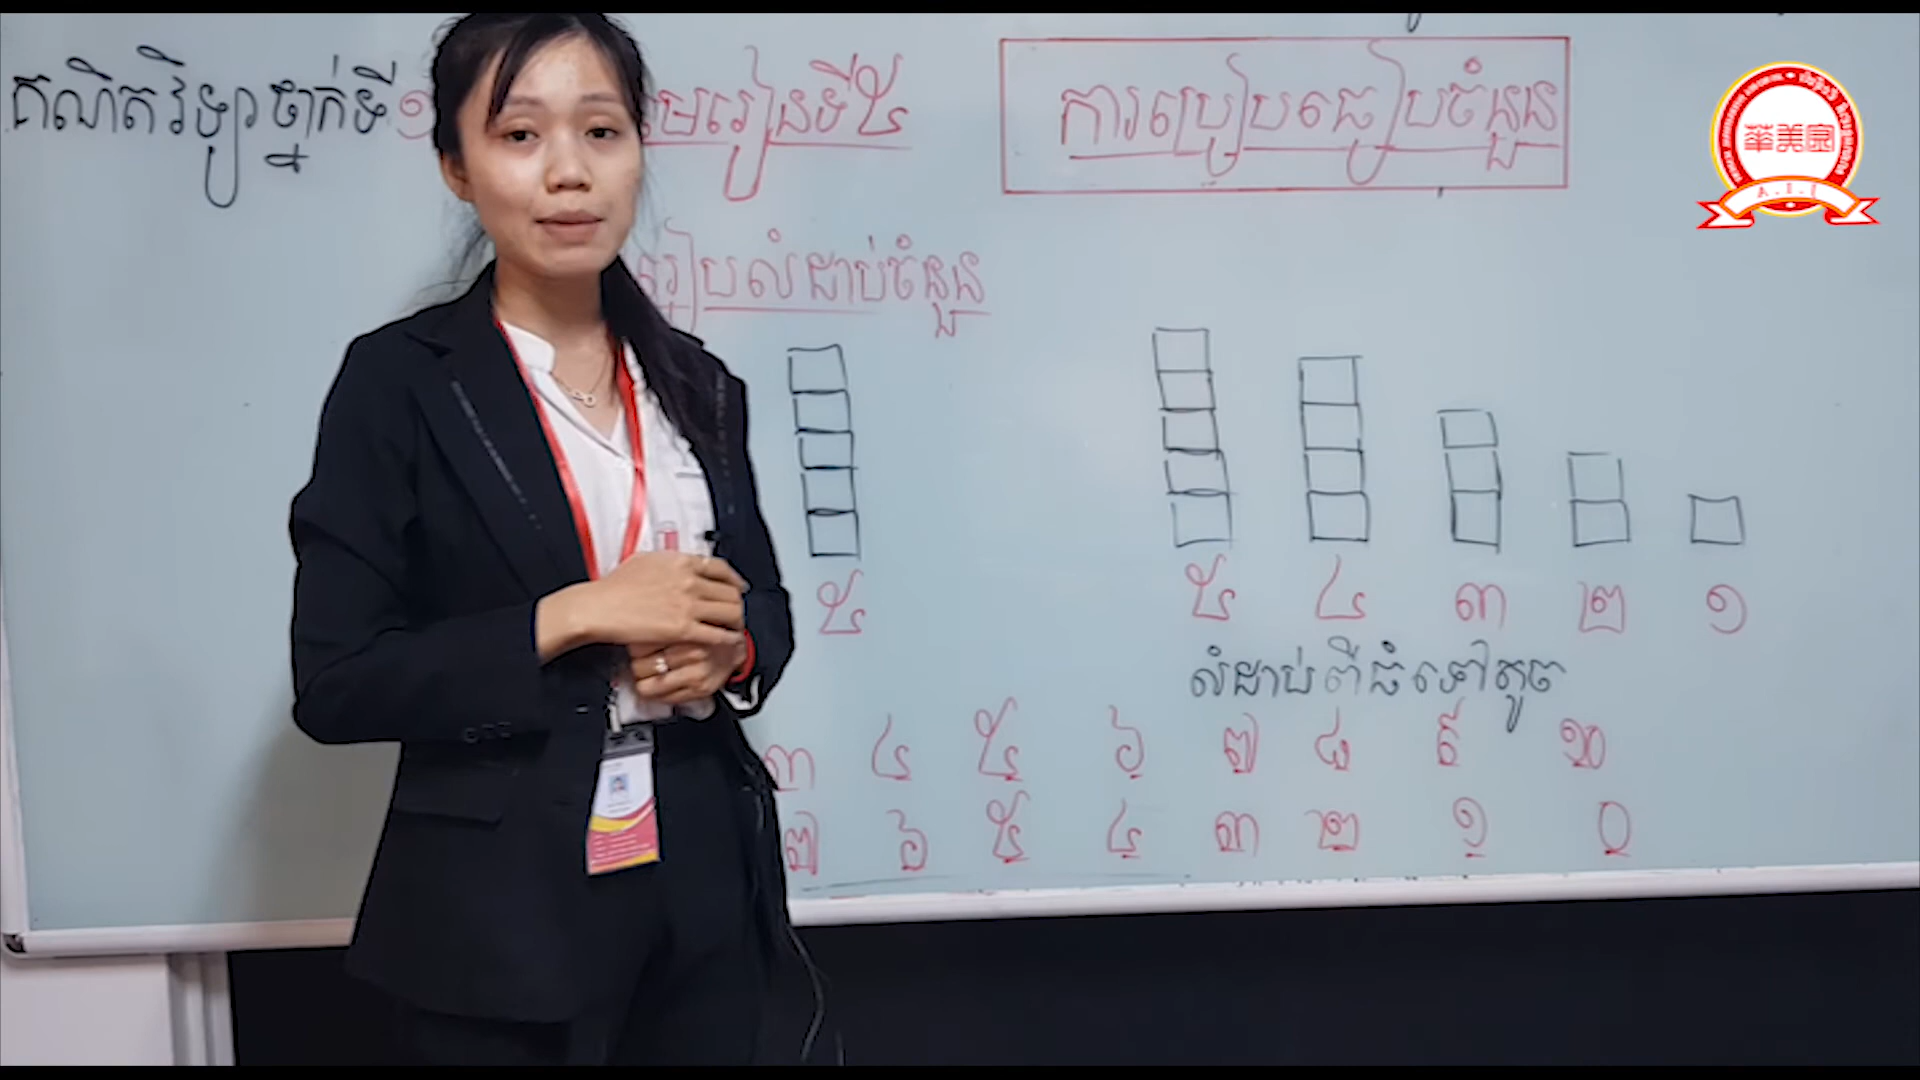 គណិតវិទ្យាថ្នាក់ទី១ មេរៀនទី៥ ការប្រៀបធៀបចំនួន
រៀបលំដាប់ចំនួន
៥ ៥ ៤ ៣ ២ ១
លំដាប់ពីធំទៅតូច
៣ ៤ ៥ ៦ ៧ ៨ ៩ ១០
៧ ៦ ៥ ៤ ៣ ២ ១ ០
華美国
A.I.I